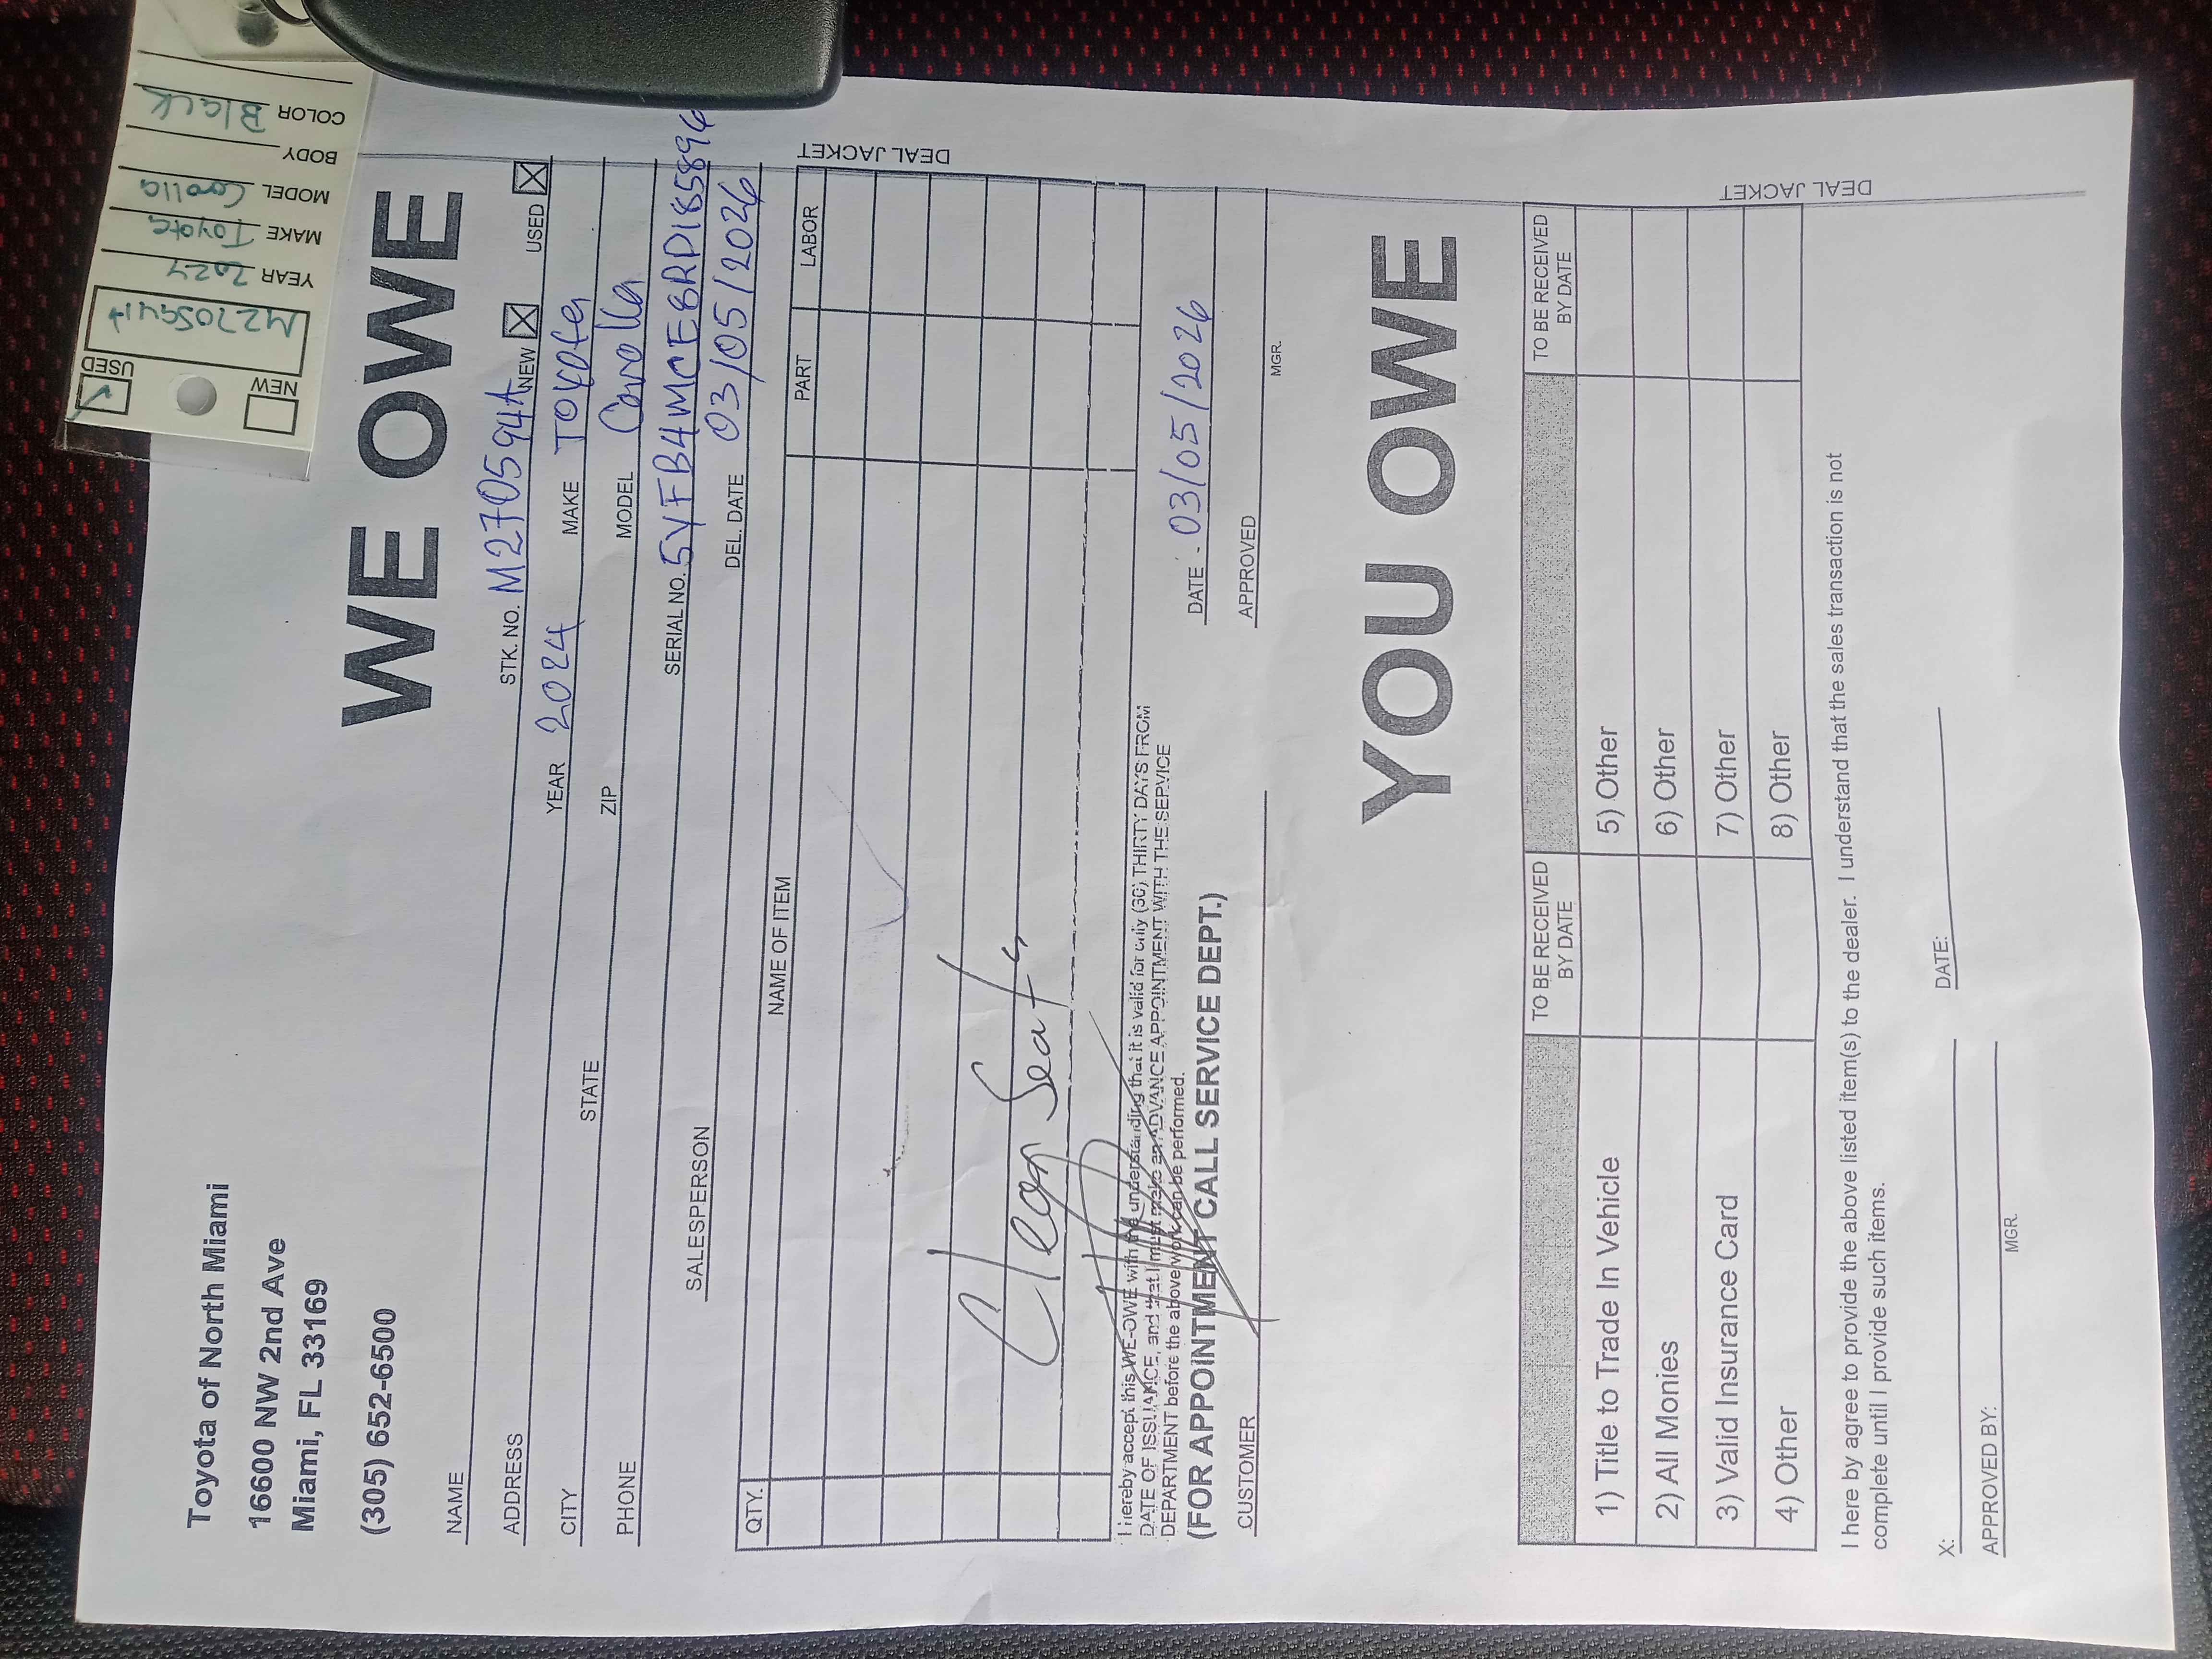 Toyota of North Miami
16600 NW 2nd Ave
Miami, FL 33169
(305) 652-6500
WE OWE
NAME
STK. NO. M270594A NEW ☒ USED ☒
ADDRESS
YEAR 2024 MAKE TOYOTA
CITY STATE ZIP MODEL Corolla
PHONE
SERIAL NO. 5YFB4MCE8RP185896
SALESPERSON DEL. DATE 03/05/2026
QTY. NAME OF ITEM PART LABOR
Clean Seats
I hereby accept this WE-OWE with the understanding that it is valid for only (30) THIRTY DAYS FROM
DATE OF ISSUANCE, and that I must make an ADVANCE APPOINTMENT WITH THE SERVICE
DEPARTMENT before the above work can be performed.
(FOR APPOINTMENT CALL SERVICE DEPT.)
DATE 03/05/2026
CUSTOMER APPROVED
MGR.
DEAL JACKET
YOU OWE
TO BE RECEIVED BY DATE TO BE RECEIVED BY DATE
1) Title to Trade In Vehicle 5) Other
2) All Monies 6) Other
3) Valid Insurance Card 7) Other
4) Other 8) Other
DEAL JACKET
I here by agree to provide the above listed item(s) to the dealer. I understand that the sales transaction is not
complete until I provide such items.
X: DATE:
APPROVED BY:
MGR.
USED
NEW
M270594A
YEAR 2024
MAKE Toyota
MODEL Corolla
BODY
COLOR Black